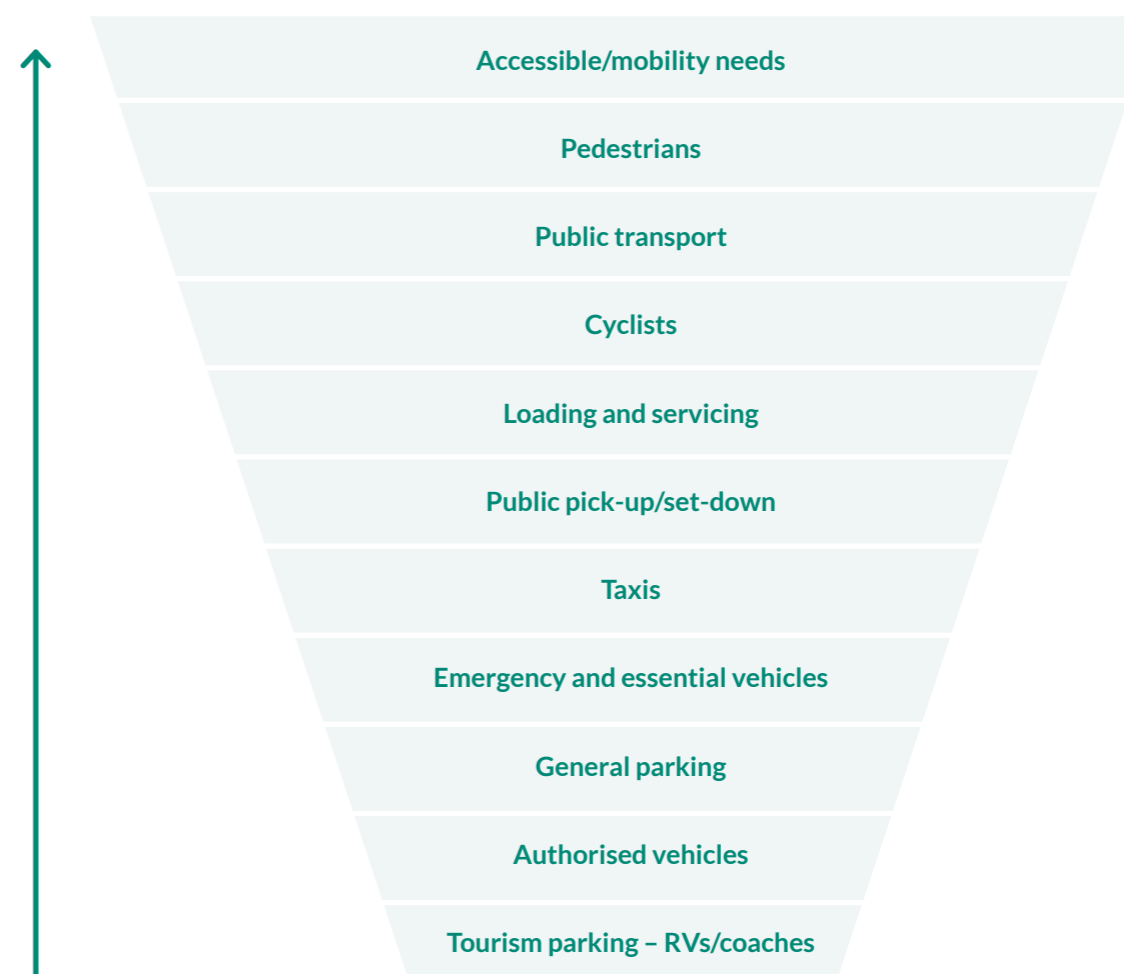 Accessible/mobility needs
Pedestrians
Public transport
Cyclists
Loading and servicing
Public pick-up/set-down
Taxis
Emergency and essential vehicles
General parking
Authorised vehicles
Tourism parking – RVs/coaches